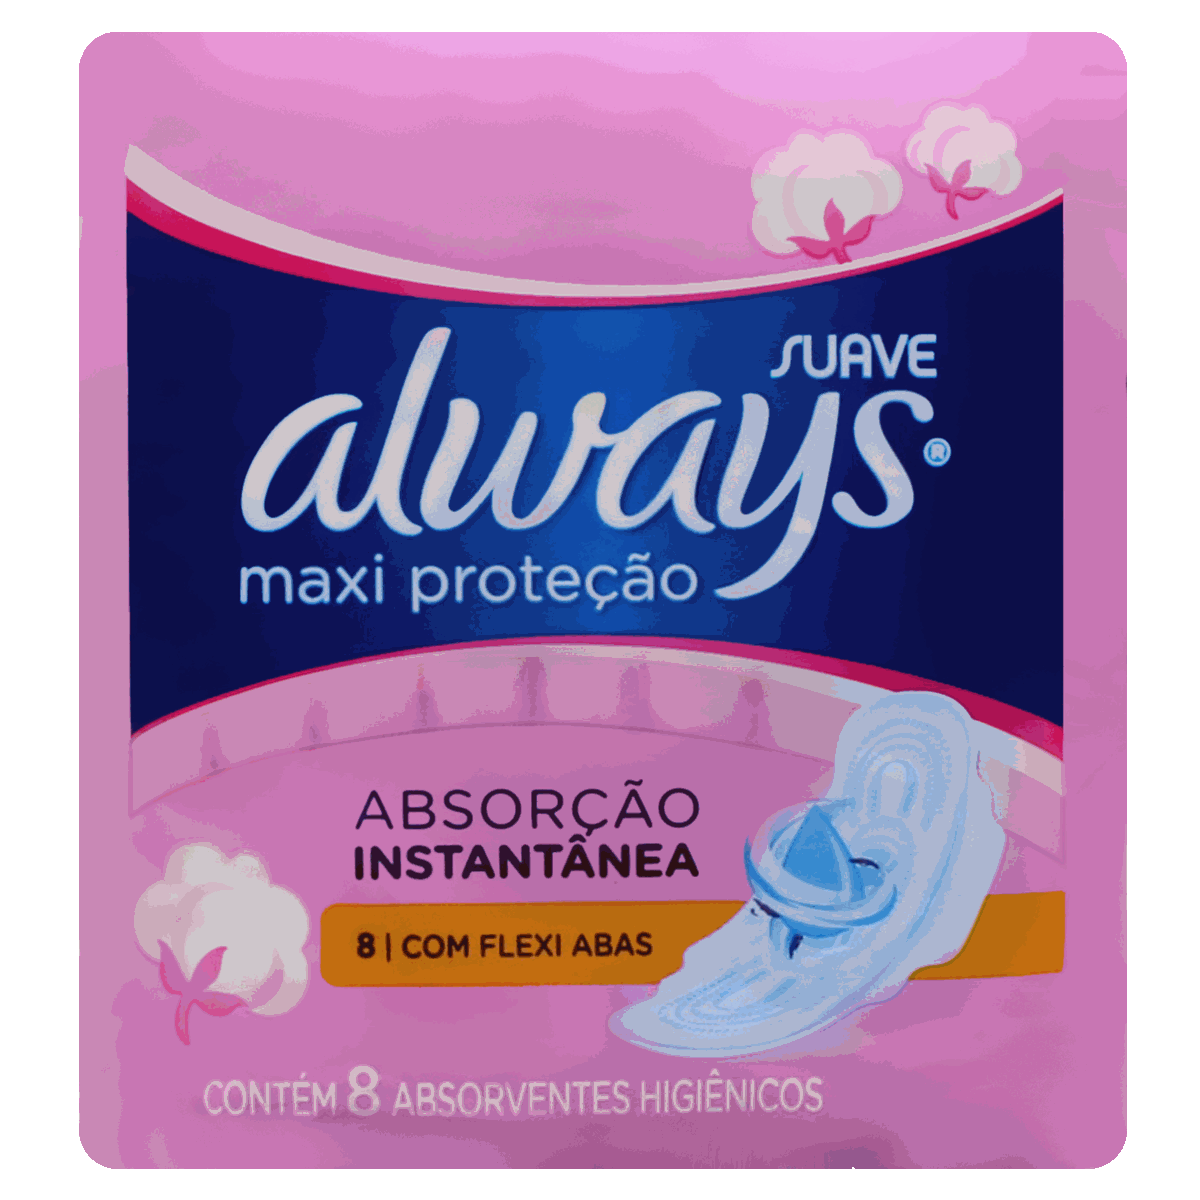 SUAVE
always®
maxi proteção
ABSORÇÃO
INSTANTÂNEA
8 | COM FLEXI ABAS
CONTÉM 8 ABSORVENTES HIGIÊNICOS